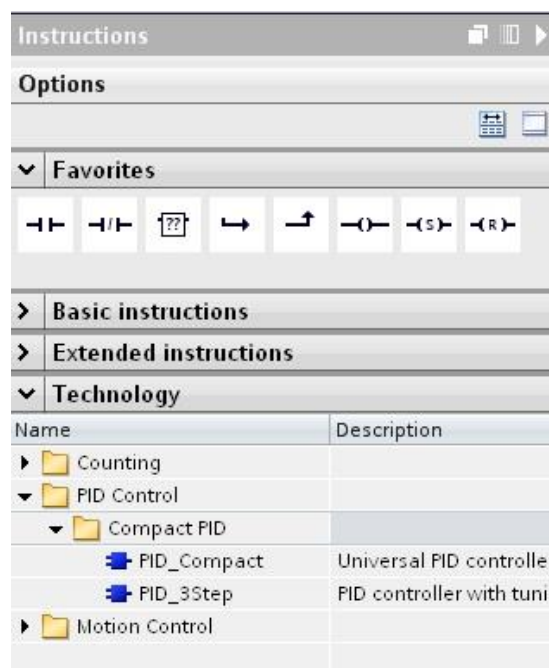 Instructions
Options
Favorites
??
(S) (R)
Basic instructions
Extended instructions
Technology
Name Description
Counting
PID Control
Compact PID
PID_Compact Universal PID controlle
PID_3Step PID controller with tuni
Motion Control